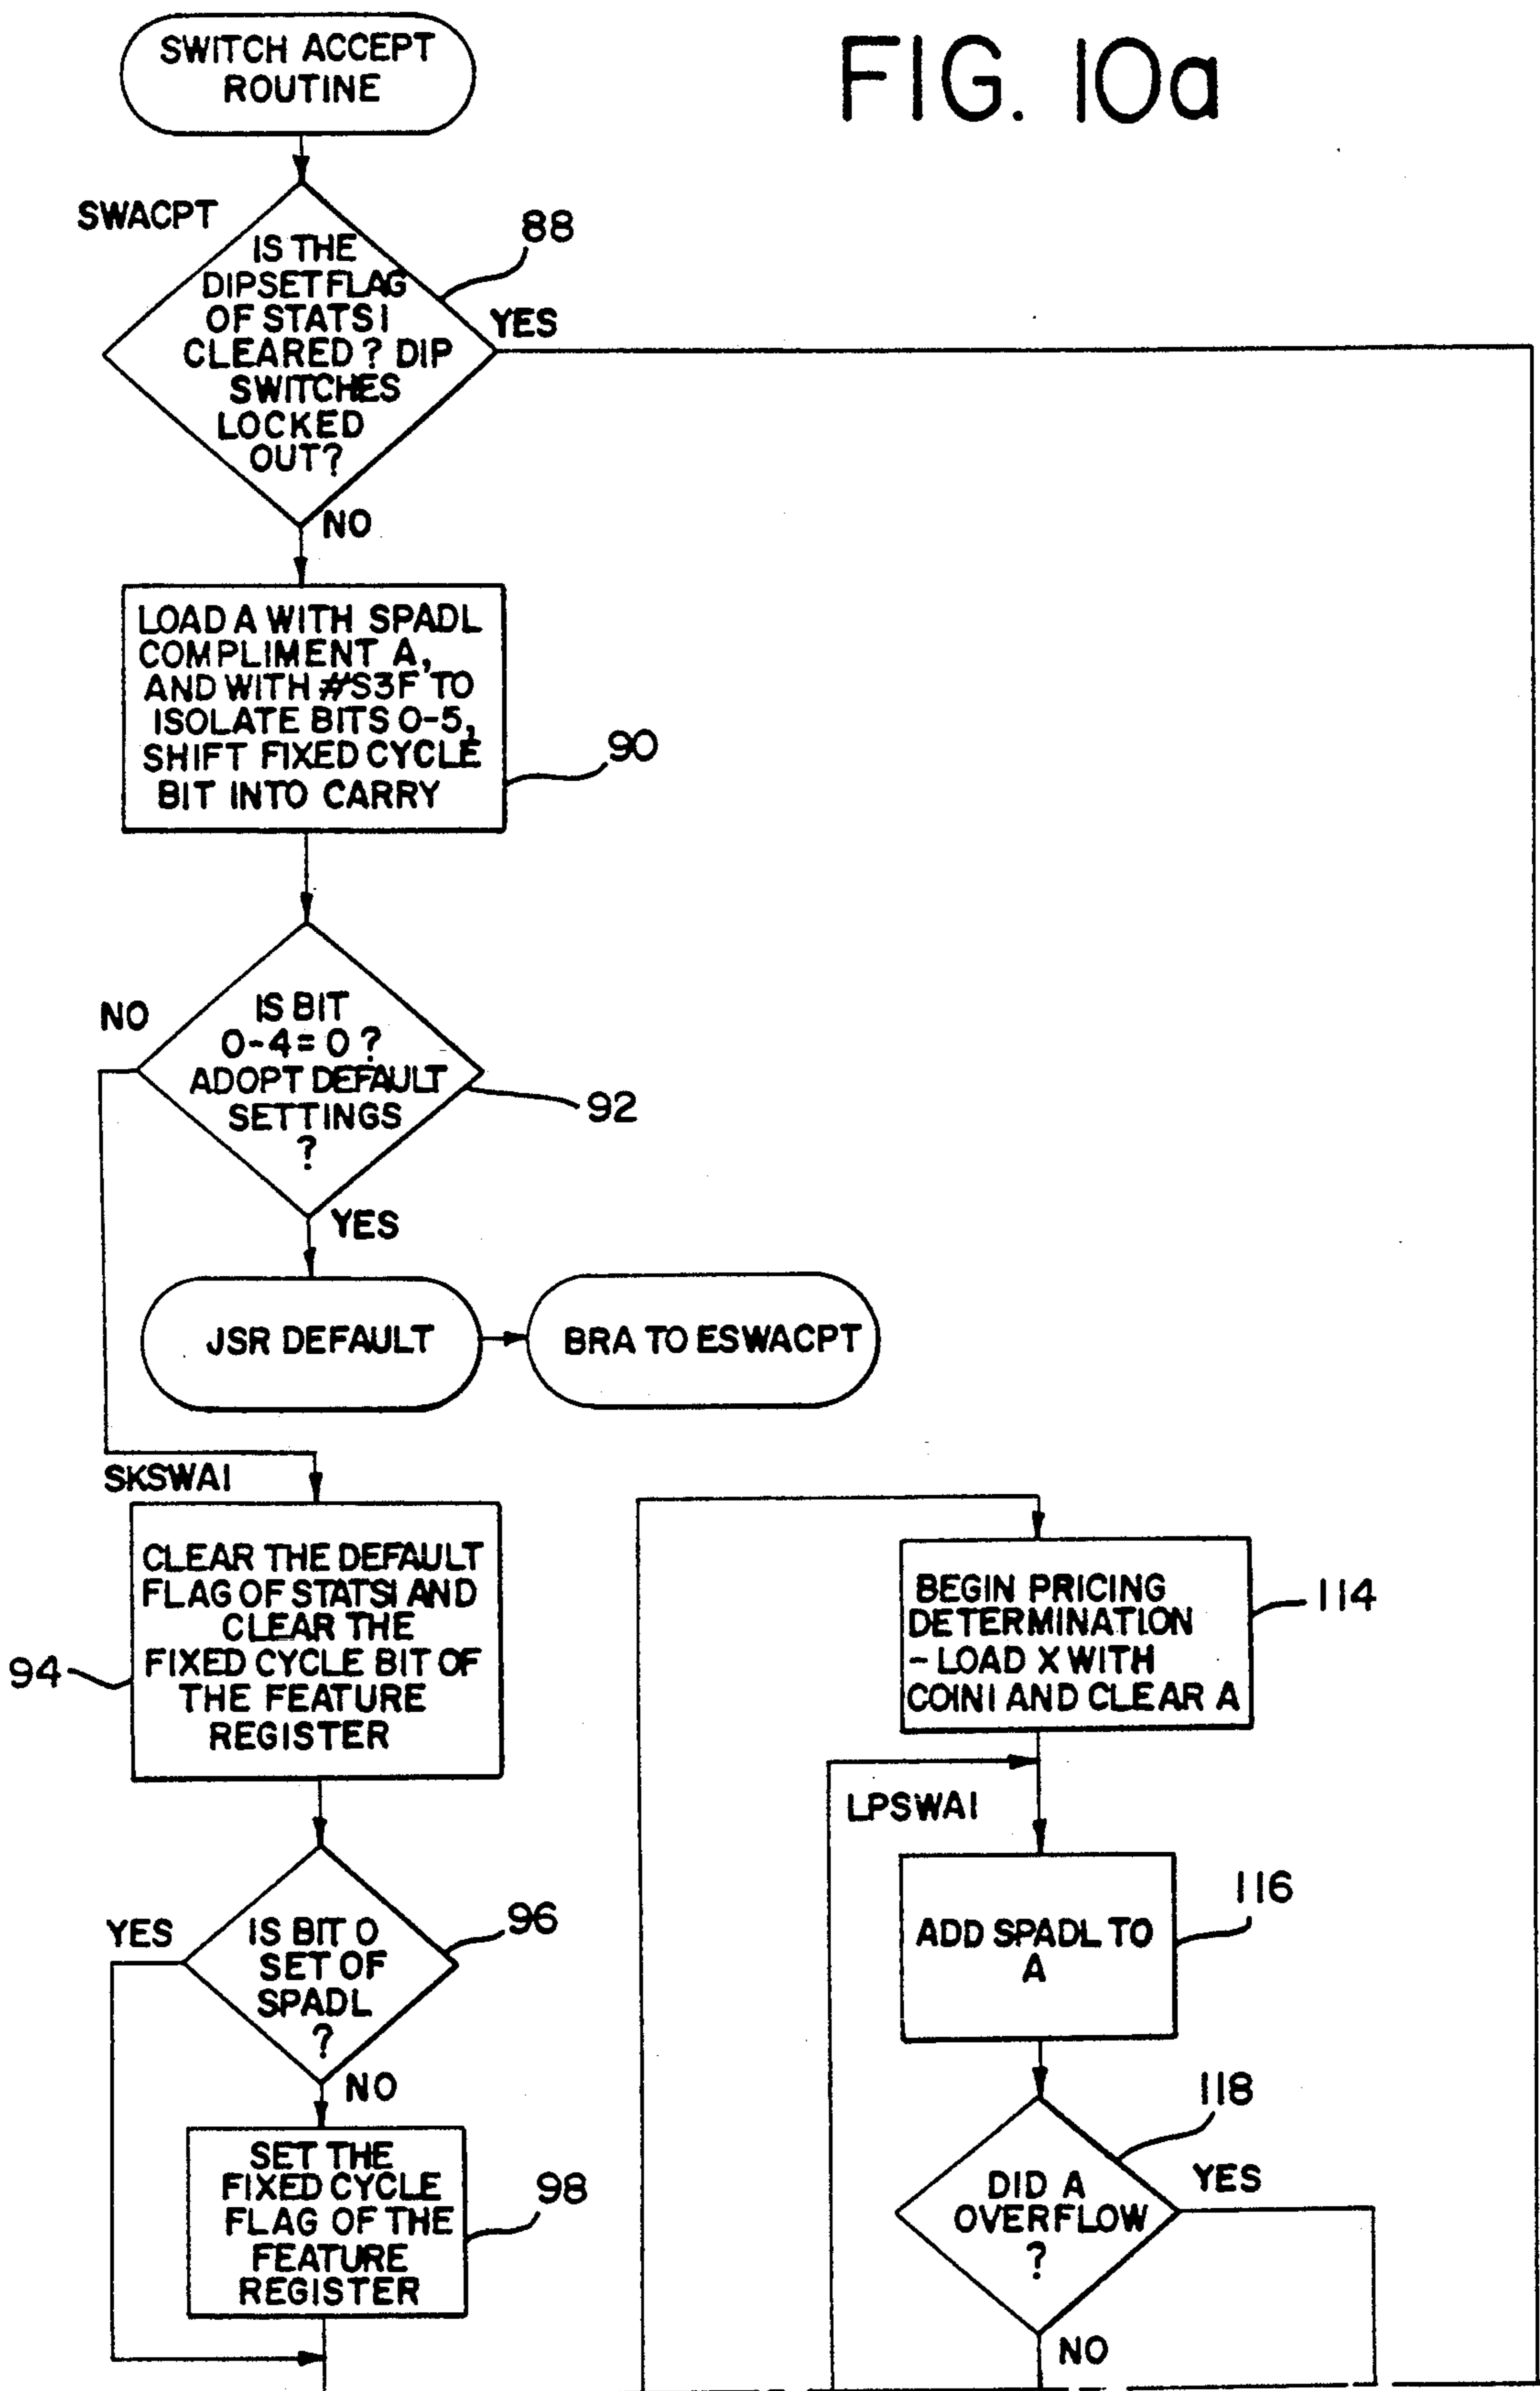 FIG. 10a
SWITCH ACCEPT
ROUTINE
SWACPT
88
IS THE
DIPSET FLAG
OF STATS1
CLEARED? DIP
SWITCHES
LOCKED
OUT?
YES
NO
LOAD A WITH SPADL
COMPLIMENT A,
AND WITH #$3F TO
ISOLATE BITS 0-5,
SHIFT FIXED CYCLE
BIT INTO CARRY
90
NO
IS BIT
0-4=0?
ADOPT DEFAULT
SETTINGS
?
92
YES
JSR DEFAULT
BRA TO ESWACPT
SKSWA1
CLEAR THE DEFAULT
FLAG OF STATS1 AND
CLEAR THE
FIXED CYCLE BIT OF
THE FEATURE
REGISTER
94
YES
IS BIT 0
SET OF
SPADL
?
96
NO
SET THE
FIXED CYCLE
FLAG OF THE
FEATURE
REGISTER
98
BEGIN PRICING
DETERMINATION
- LOAD X WITH
COIN1 AND CLEAR A
114
LPSWA1
ADD SPADL TO
A
116
118
DID A
OVERFLOW
?
YES
NO